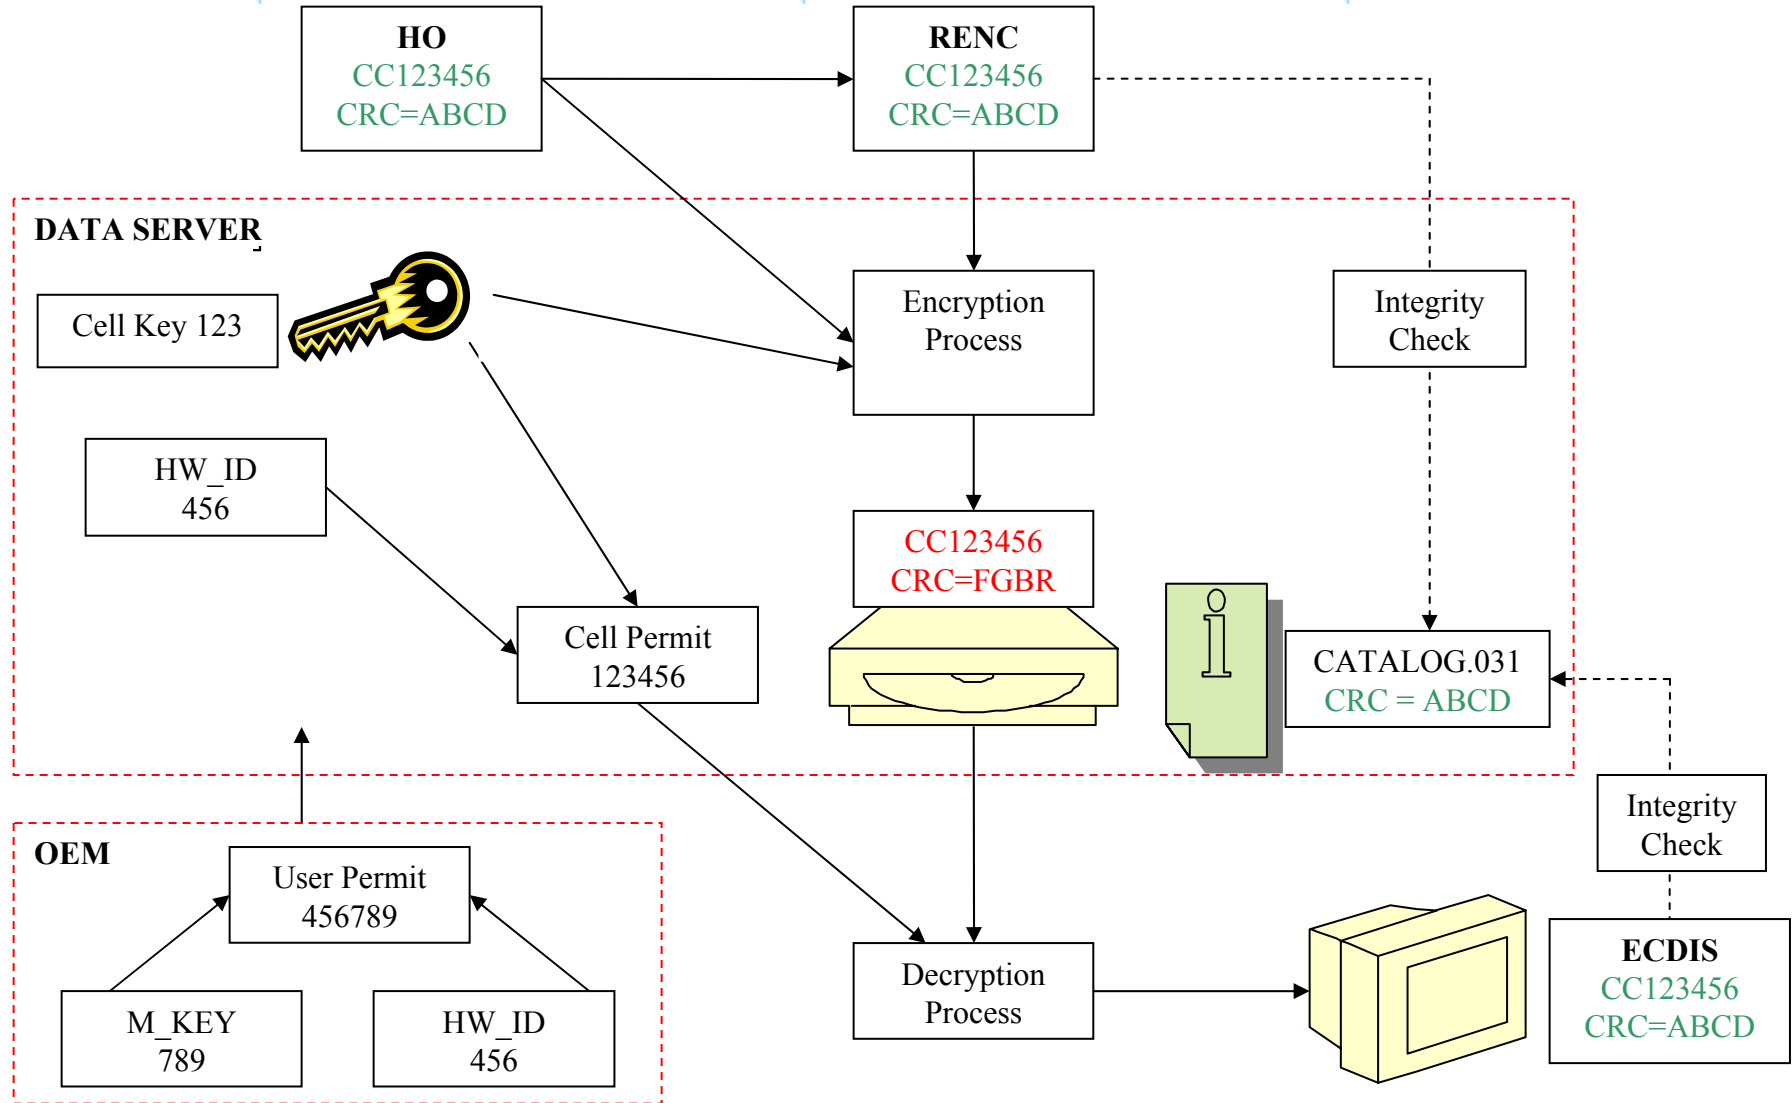 HO
CC123456
CRC=ABCD
RENC
CC123456
CRC=ABCD
DATA SERVER
Cell Key 123
Encryption
Process
Integrity
Check
HW_ID
456
CC123456
CRC=FGBR
Cell Permit
123456
i
CATALOG.031
CRC = ABCD
OEM
User Permit
456789
M_KEY
789
HW_ID
456
Decryption
Process
Integrity
Check
ECDIS
CC123456
CRC=ABCD